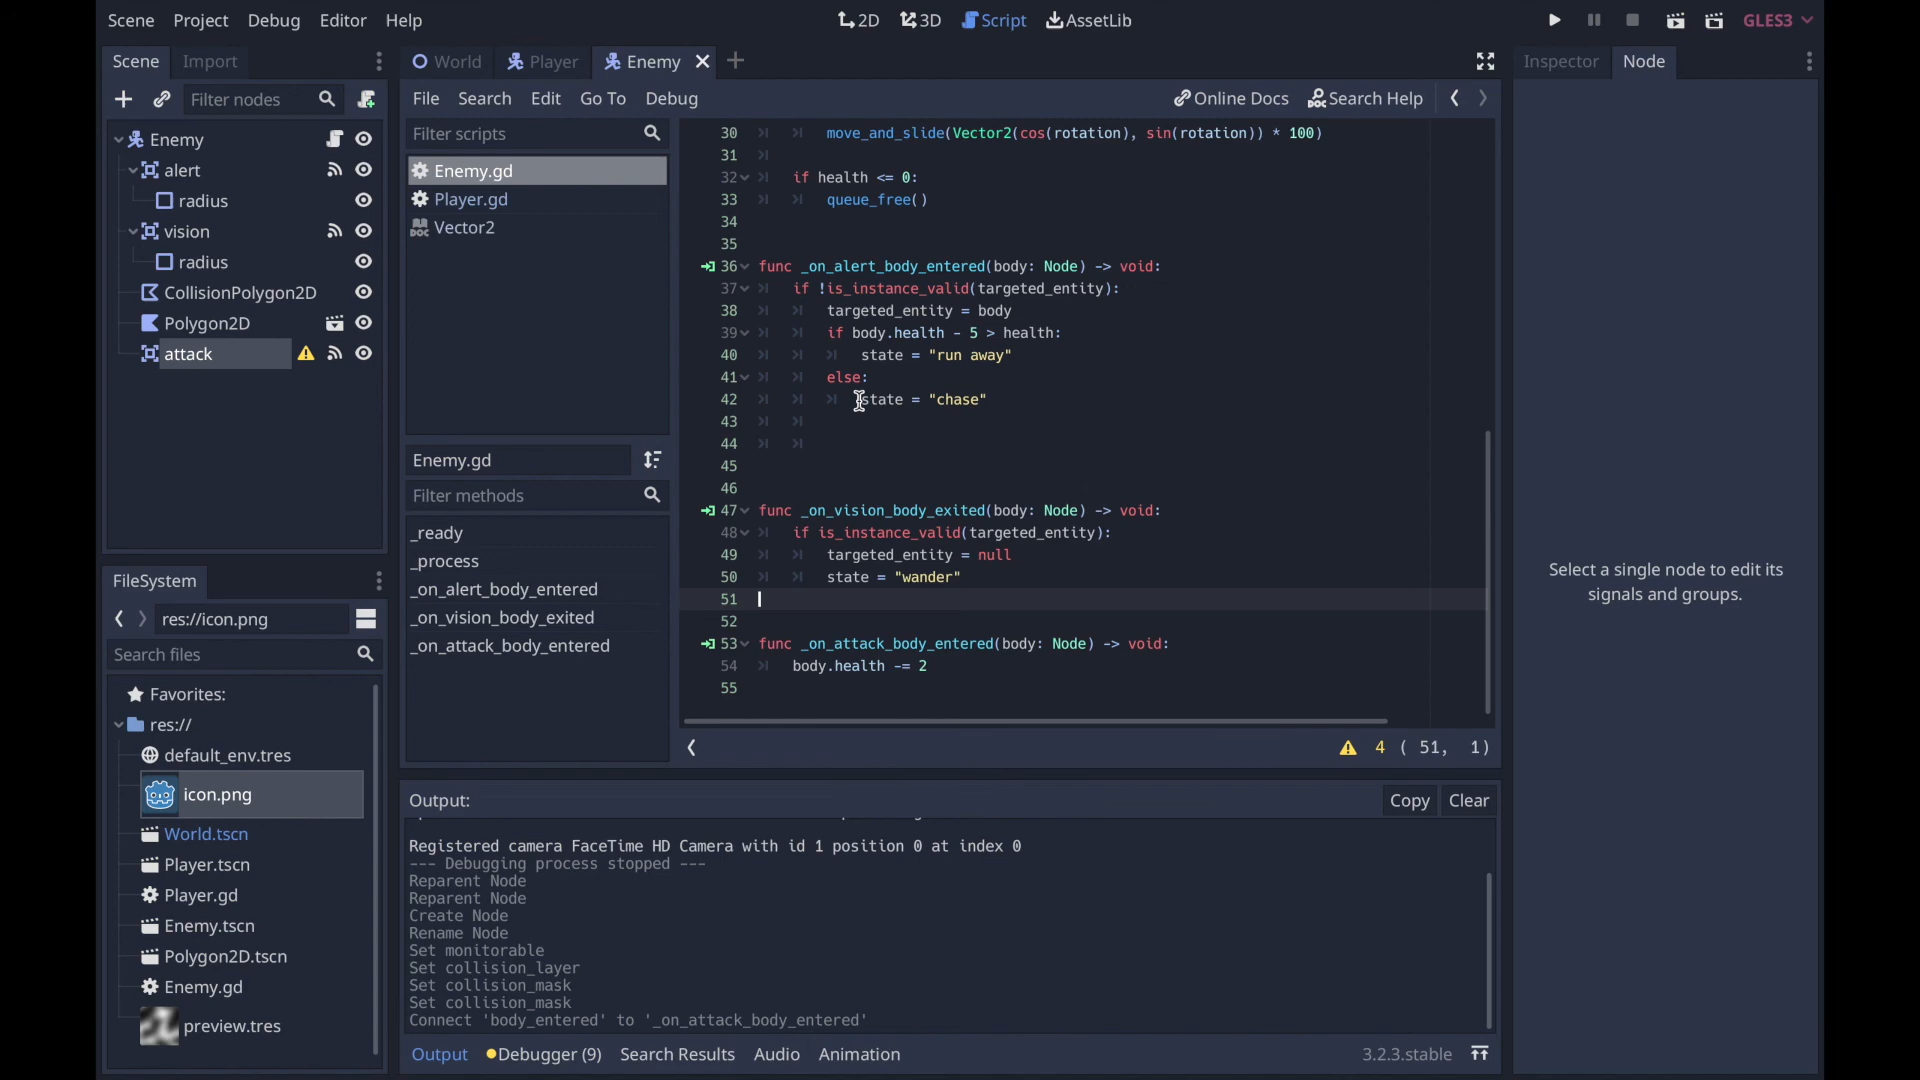 Scene Project Debug Editor Help
2D 3D Script AssetLib
GLES3
Scene Import
Filter nodes
Enemy
alert
radius
vision
radius
CollisionPolygon2D
Polygon2D
attack
FileSystem
res://icon.png
Search files
Favorites:
res://
default_env.tres
icon.png
World.tscn
Player.tscn
Player.gd
Enemy.tscn
Polygon2D.tscn
Enemy.gd
preview.tres
World Player Enemy
File Search Edit Go To Debug
Online Docs Search Help
Filter scripts
Enemy.gd
Player.gd
DOC Vector2
Enemy.gd
Filter methods
_ready
_process
_on_alert_body_entered
_on_vision_body_exited
_on_attack_body_entered
30 move_and_slide(Vector2(cos(rotation), sin(rotation)) * 100)
31
32 if health <= 0:
33 queue_free()
34
35
36 func _on_alert_body_entered(body: Node) -> void:
37 if !is_instance_valid(targeted_entity):
38 targeted_entity = body
39 if body.health - 5 > health:
40 state = "run away"
41 else:
42 state = "chase"
43
44
45
46
47 func _on_vision_body_exited(body: Node) -> void:
48 if is_instance_valid(targeted_entity):
49 targeted_entity = null
50 state = "wander"
51
52
53 func _on_attack_body_entered(body: Node) -> void:
54 body.health -= 2
55
4 ( 51, 1)
Output:
Copy Clear
Registered camera FaceTime HD Camera with id 1 position 0 at index 0
--- Debugging process stopped ---
Reparent Node
Reparent Node
Create Node
Rename Node
Set monitorable
Set collision_layer
Set collision_mask
Set collision_mask
Connect 'body_entered' to '_on_attack_body_entered'
Output Debugger (9) Search Results Audio Animation
3.2.3.stable
Inspector Node
Select a single node to edit its
signals and groups.